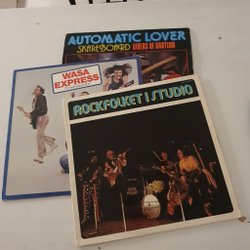 AUTOMATIC LOVER
SKATEBOARD RIVERS OF BABYLON
WASA
EXPRESS
ROCKFOLKET I STUDIO